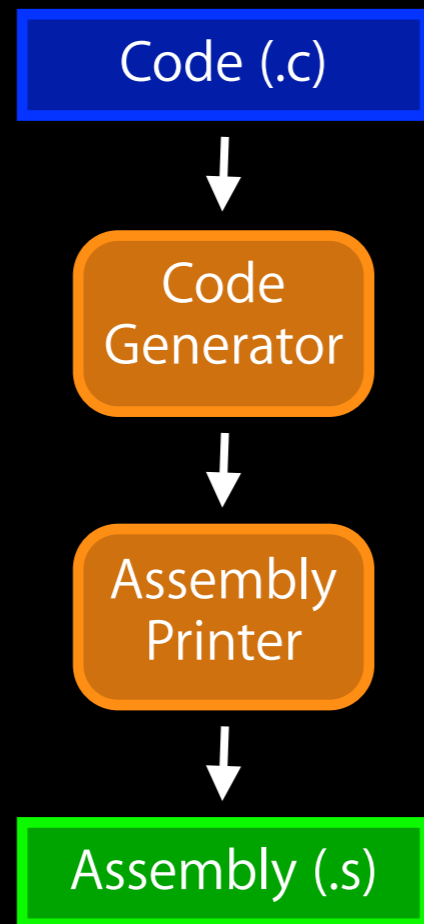 Code (.c)
Code
Generator
Assembly
Printer
Assembly (.s)